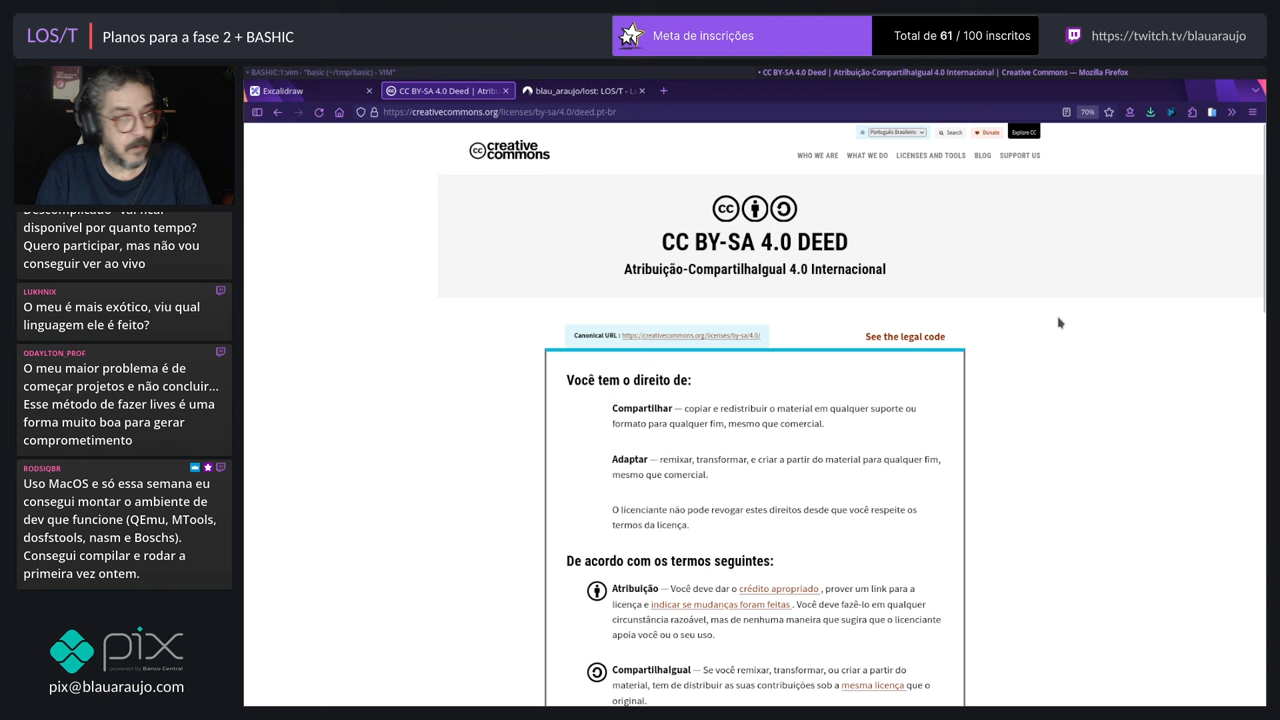 LOS/T
Planos para a fase 2 + BASHIC
Meta de inscrições
Total de 61 / 100 inscritos
https://twitch.tv/blauaraujo
• BASHIC:1:vim - "basic (~/tmp/basic) - VIM"
• CC BY-SA 4.0 Deed | Atribuição-CompartilhaIgual 4.0 Internacional | Creative Commons — Mozilla Firefox
Excalidraw
CC BY-SA 4.0 Deed | Atribu
blau_araujo/lost: LOS/T - L
https://creativecommons.org/licenses/by-sa/4.0/deed.pt-br
70%
Português Brasileiro
Search
Donate
Explore CC
creative
commons
WHO WE ARE
WHAT WE DO
LICENSES AND TOOLS
BLOG
SUPPORT US
CC BY-SA 4.0 DEED
Atribuição-CompartilhaIgual 4.0 Internacional
Canonical URL : https://creativecommons.org/licenses/by-sa/4.0/
See the legal code
Você tem o direito de:
Compartilhar — copiar e redistribuir o material em qualquer suporte ou
formato para qualquer fim, mesmo que comercial.
Adaptar — remixar, transformar, e criar a partir do material para qualquer fim,
mesmo que comercial.
O licenciante não pode revogar estes direitos desde que você respeite os
termos da licença.
De acordo com os termos seguintes:
Atribuição — Você deve dar o crédito apropriado , prover um link para a
licença e indicar se mudanças foram feitas . Você deve fazê-lo em qualquer
circunstância razoável, mas de nenhuma maneira que sugira que o licenciante
apoia você ou o seu uso.
CompartilhaIgual — Se você remixar, transformar, ou criar a partir do
material, tem de distribuir as suas contribuições sob a mesma licença que o
original.
Descomplicado" vai ficar
disponivel por quanto tempo?
Quero participar, mas não vou
conseguir ver ao vivo
LUKHNIX
O meu é mais exótico, viu qual
linguagem ele é feito?
ODAYLTON_PROF
O meu maior problema é de
começar projetos e não concluir...
Esse método de fazer lives é uma
forma muito boa para gerar
comprometimento
RODSIQBR
Uso MacOS e só essa semana eu
consegui montar o ambiente de
dev que funcione (QEmu, MTools,
dosfstools, nasm e Boschs).
Consegui compilar e rodar a
primeira vez ontem.
pix
powered by Banco Central
pix@blauaraujo.com